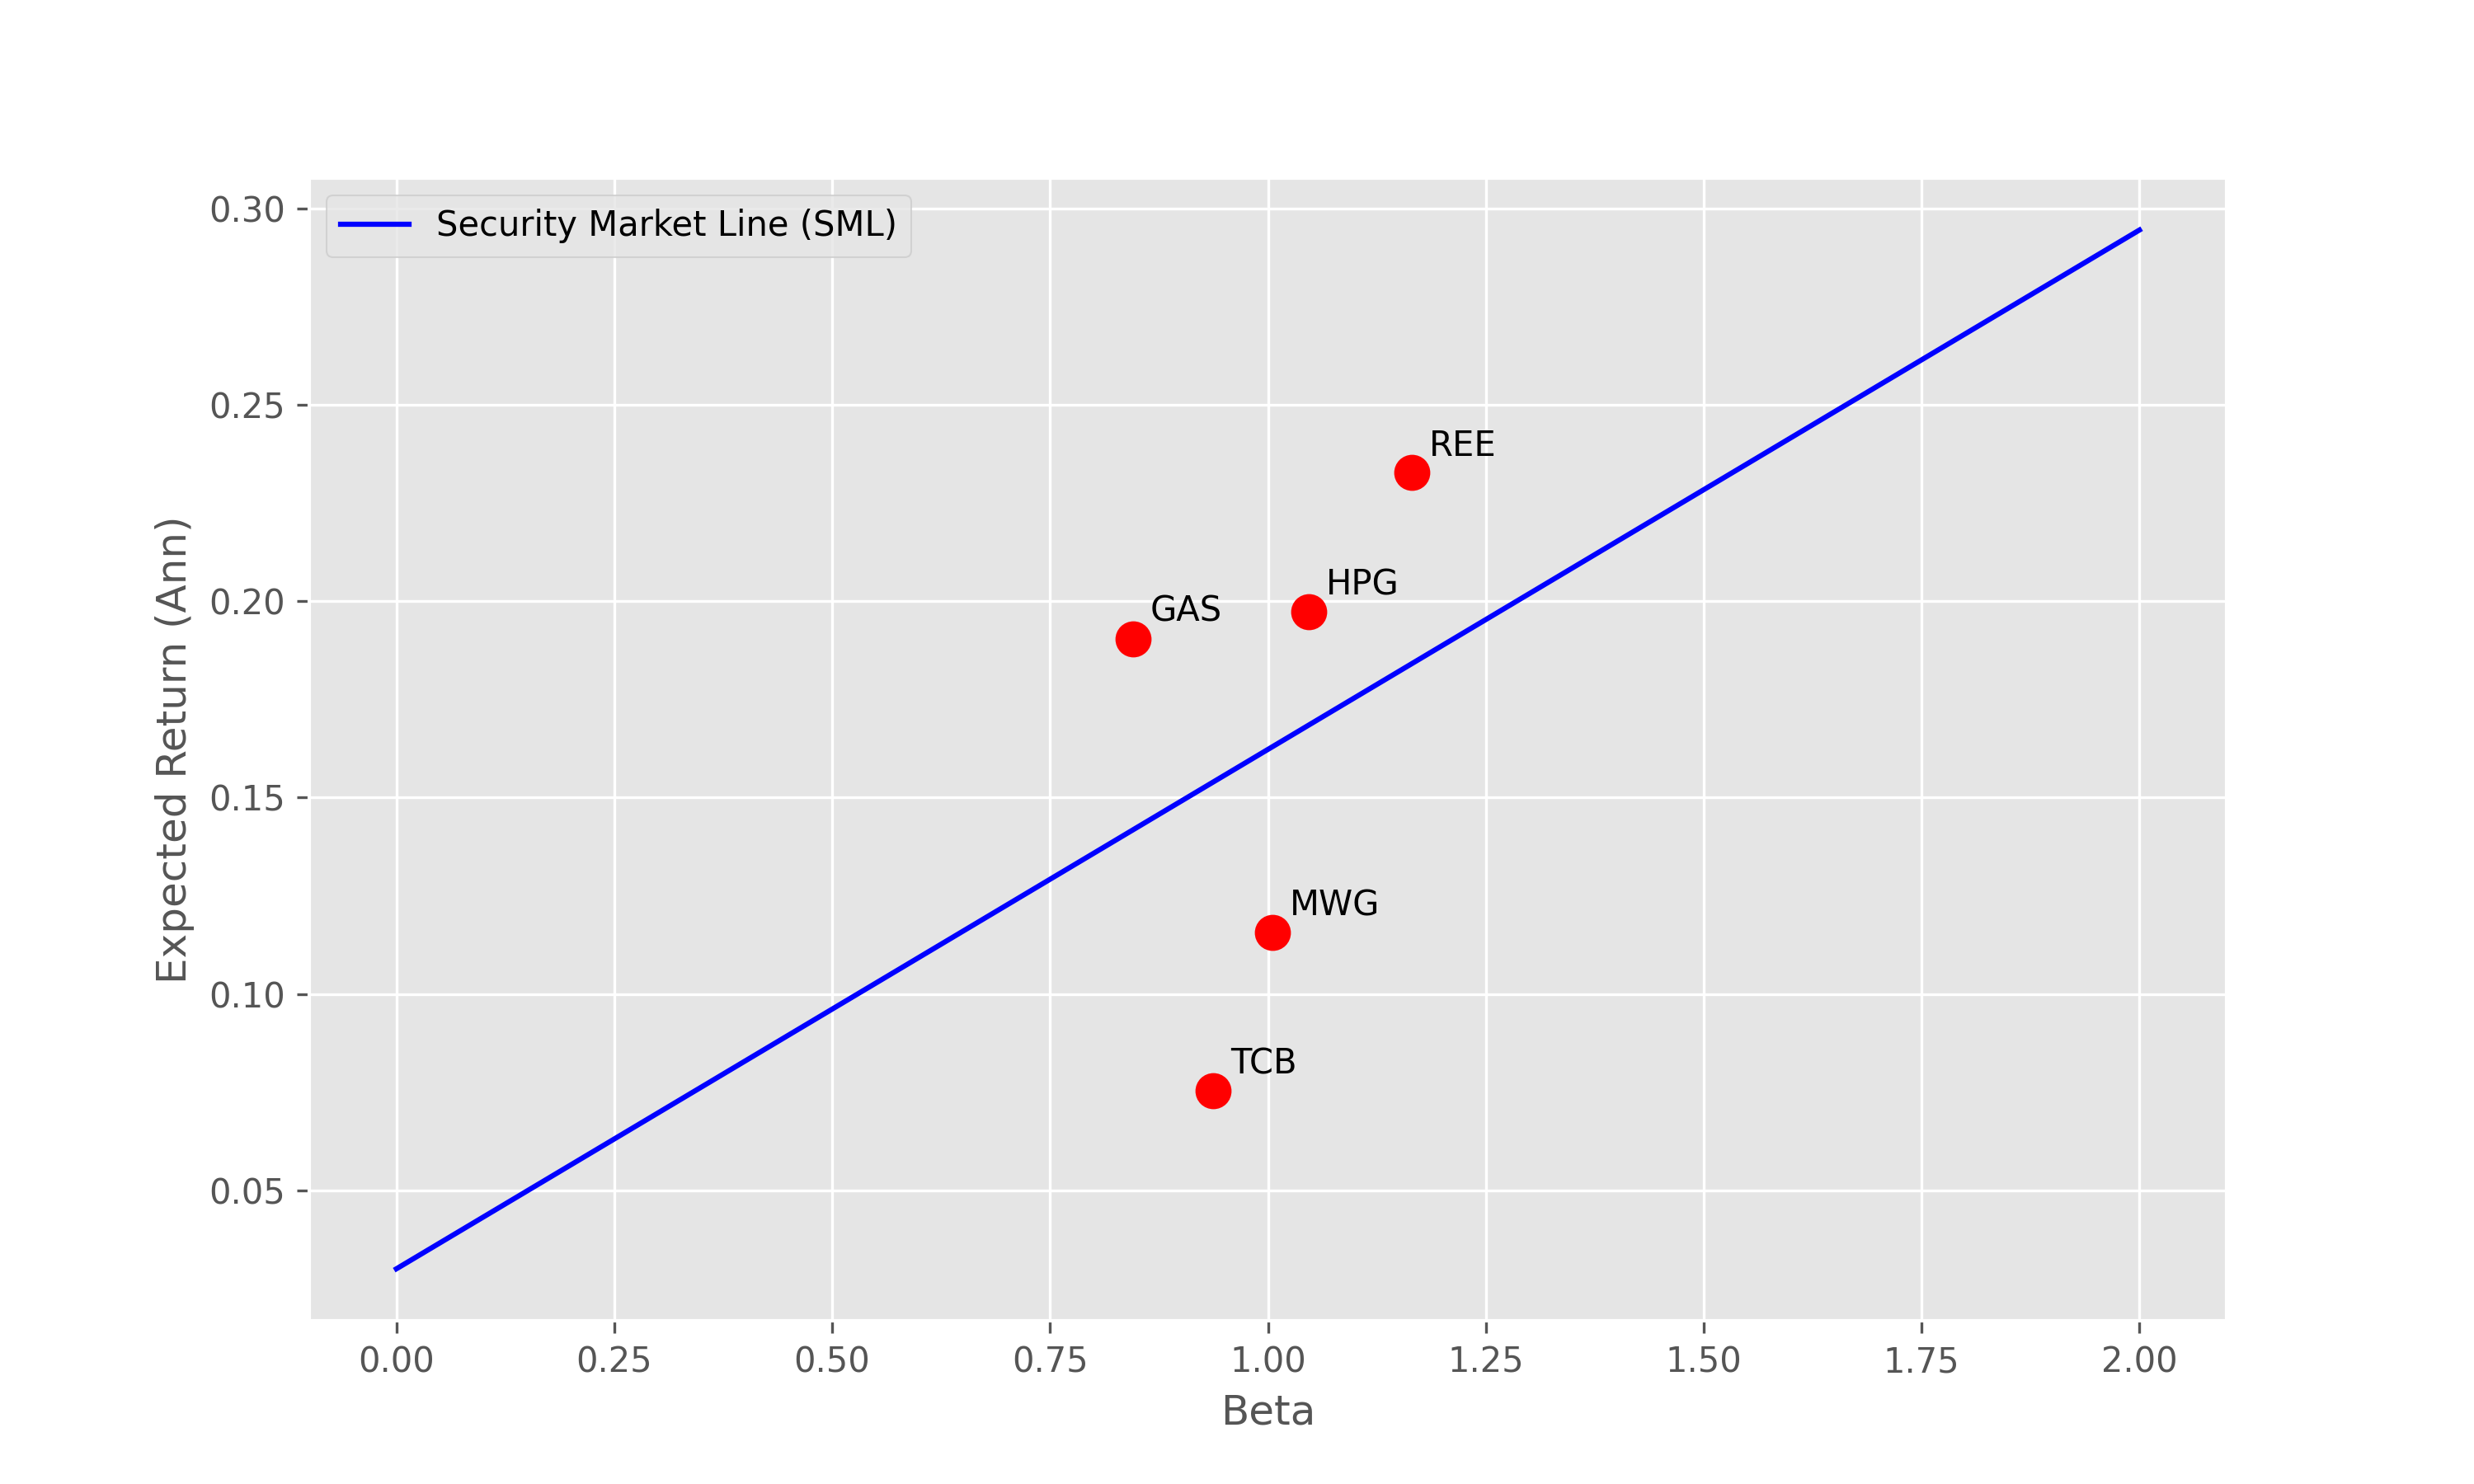 Security Market Line (SML)
0.30
0.25
0.20
0.15
0.10
0.05
Expected Return (Ann)
REE
HPG
GAS
MWG
TCB
0.00 0.25 0.50 0.75 1.00 1.25 1.50 1.75 2.00
Beta